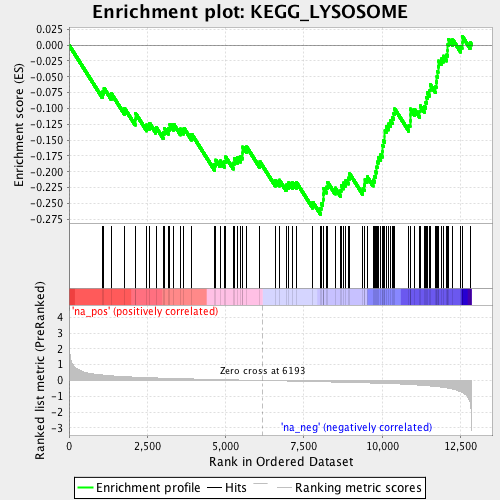 Enrichment plot: KEGG_LYSOSOME
Enrichment score (ES)
0.025
0.000
-0.025
-0.050
-0.075
-0.100
-0.125
-0.150
-0.175
-0.200
-0.225
-0.250
-0.275
'na_pos' (positively correlated)
Ranked list metric (PreRanked)
4
3
2
1
0
-1
-2
-3
Zero cross at 6193
'na_neg' (negatively correlated)
0
2,500
5,000
7,500
10,000
12,500
Rank in Ordered Dataset
Enrichment profile
Hits
Ranking metric scores